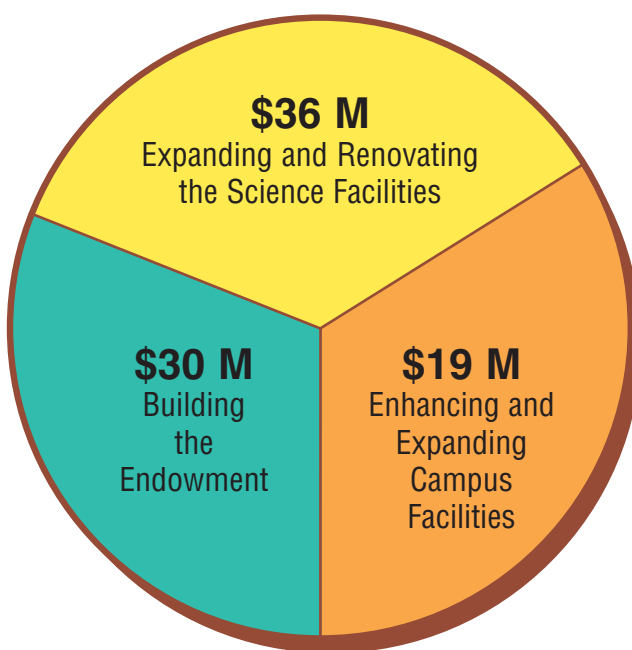 $36 M
Expanding and Renovating
the Science Facilities
$30 M
Building
the
Endowment
$19 M
Enhancing and
Expanding
Campus
Facilities